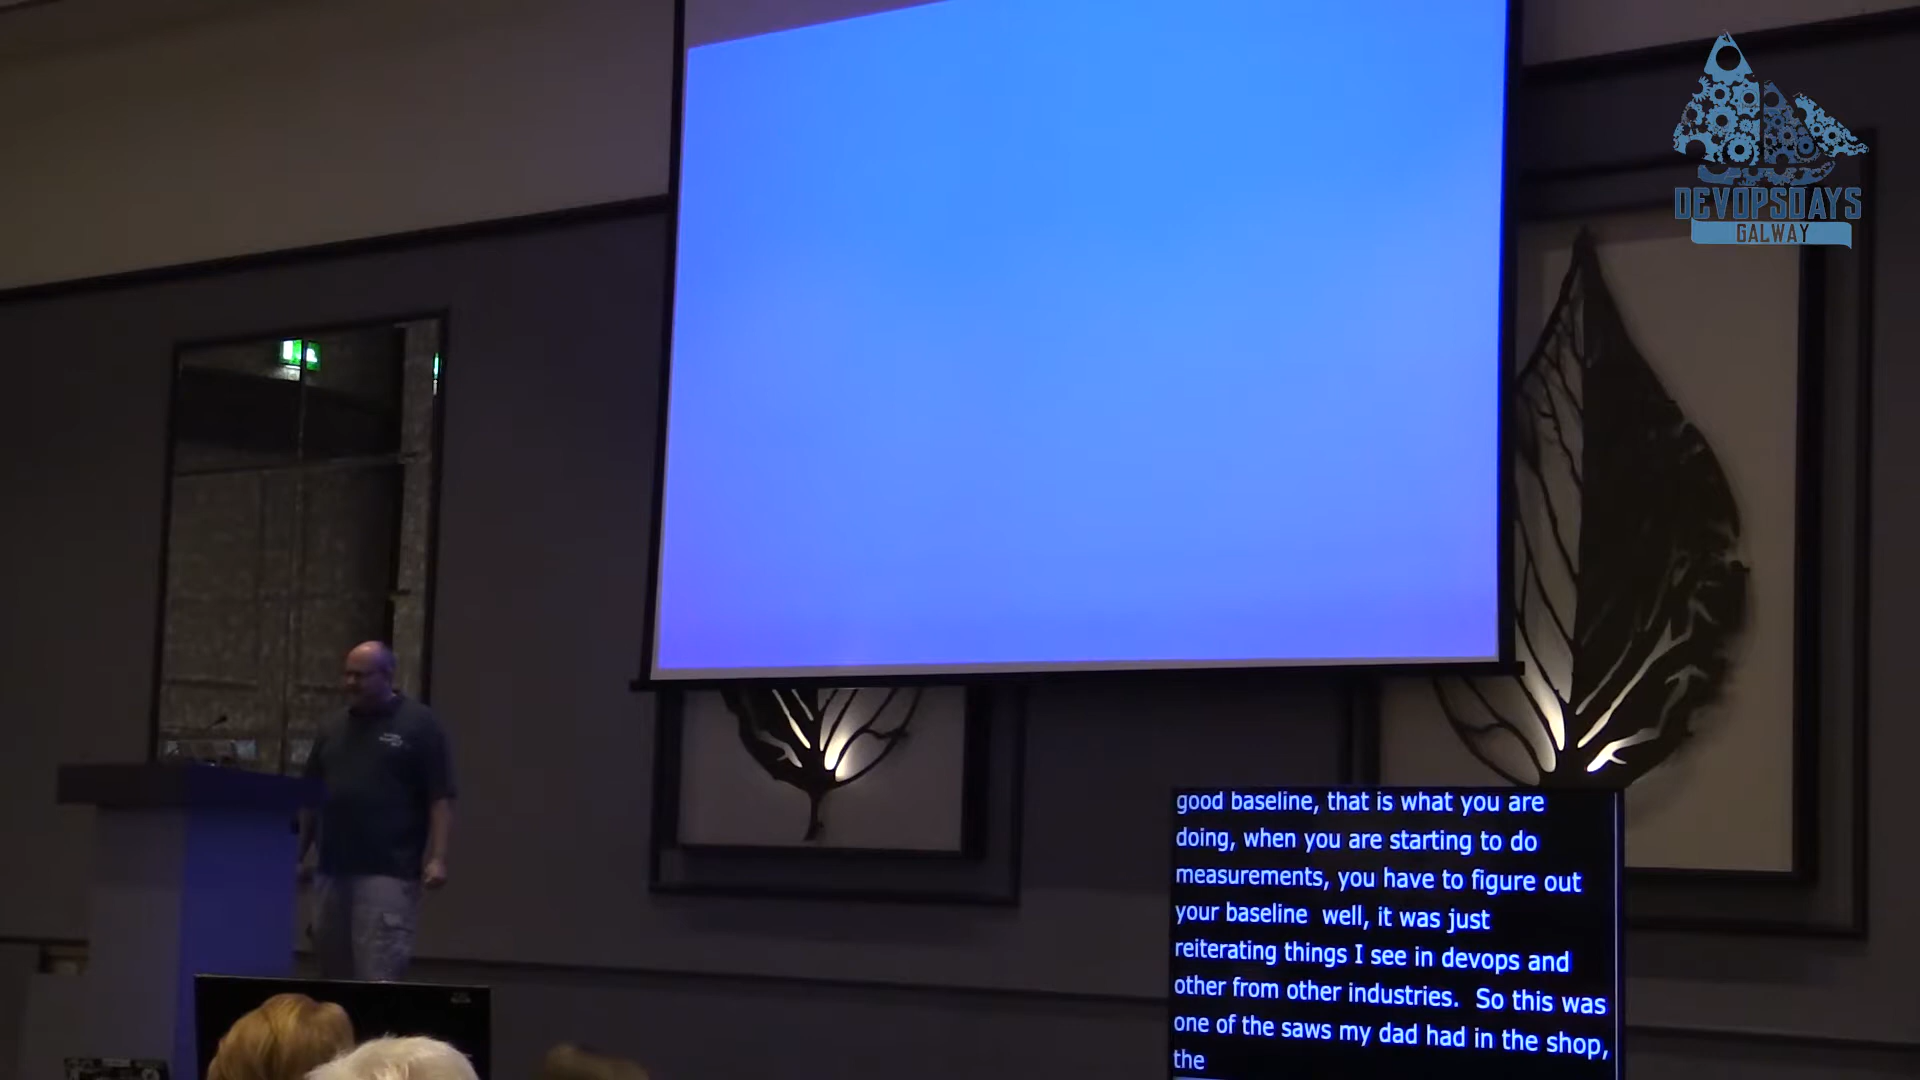 DEVOPSDAYS
GALWAY
good baseline, that is what you are
doing, when you are starting to do
measurements, you have to figure out
your baseline  well, it was just
reiterating things I see in devops and
other from other industries.  So this was
one of the saws my dad had in the shop,
the